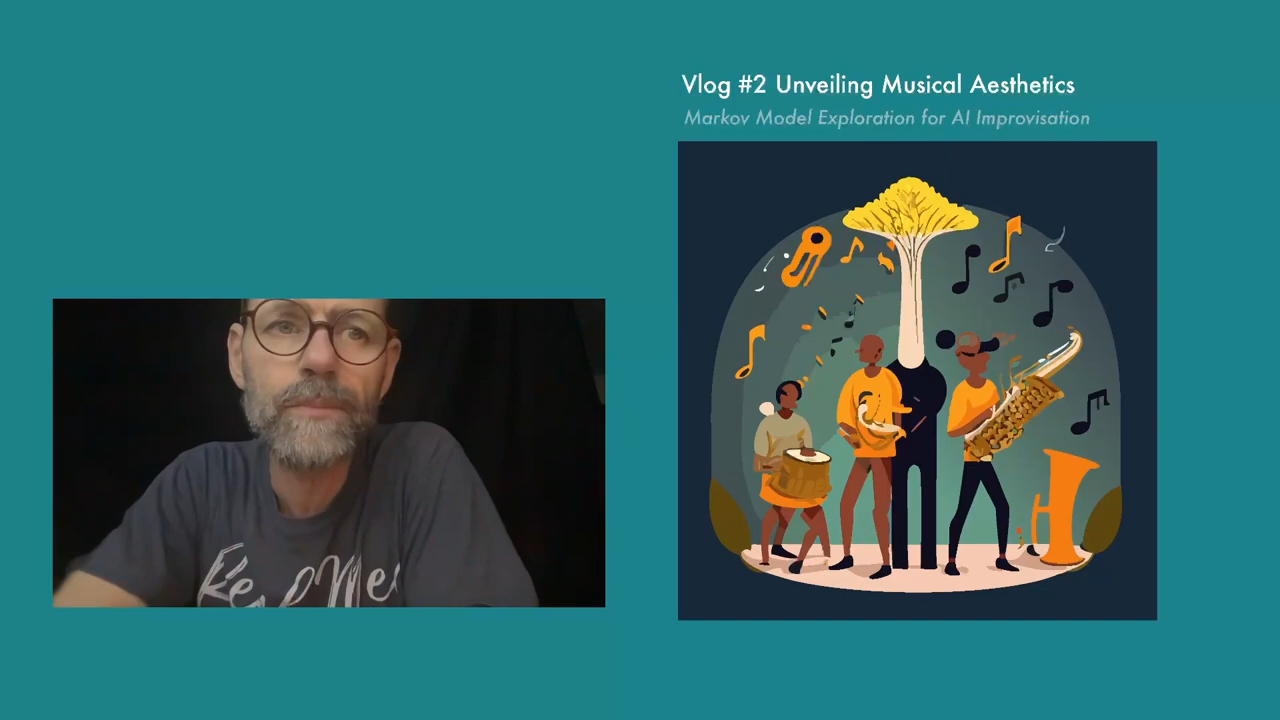 Vlog #2 Unveiling Musical Aesthetics
Markov Model Exploration for AI Improvisation